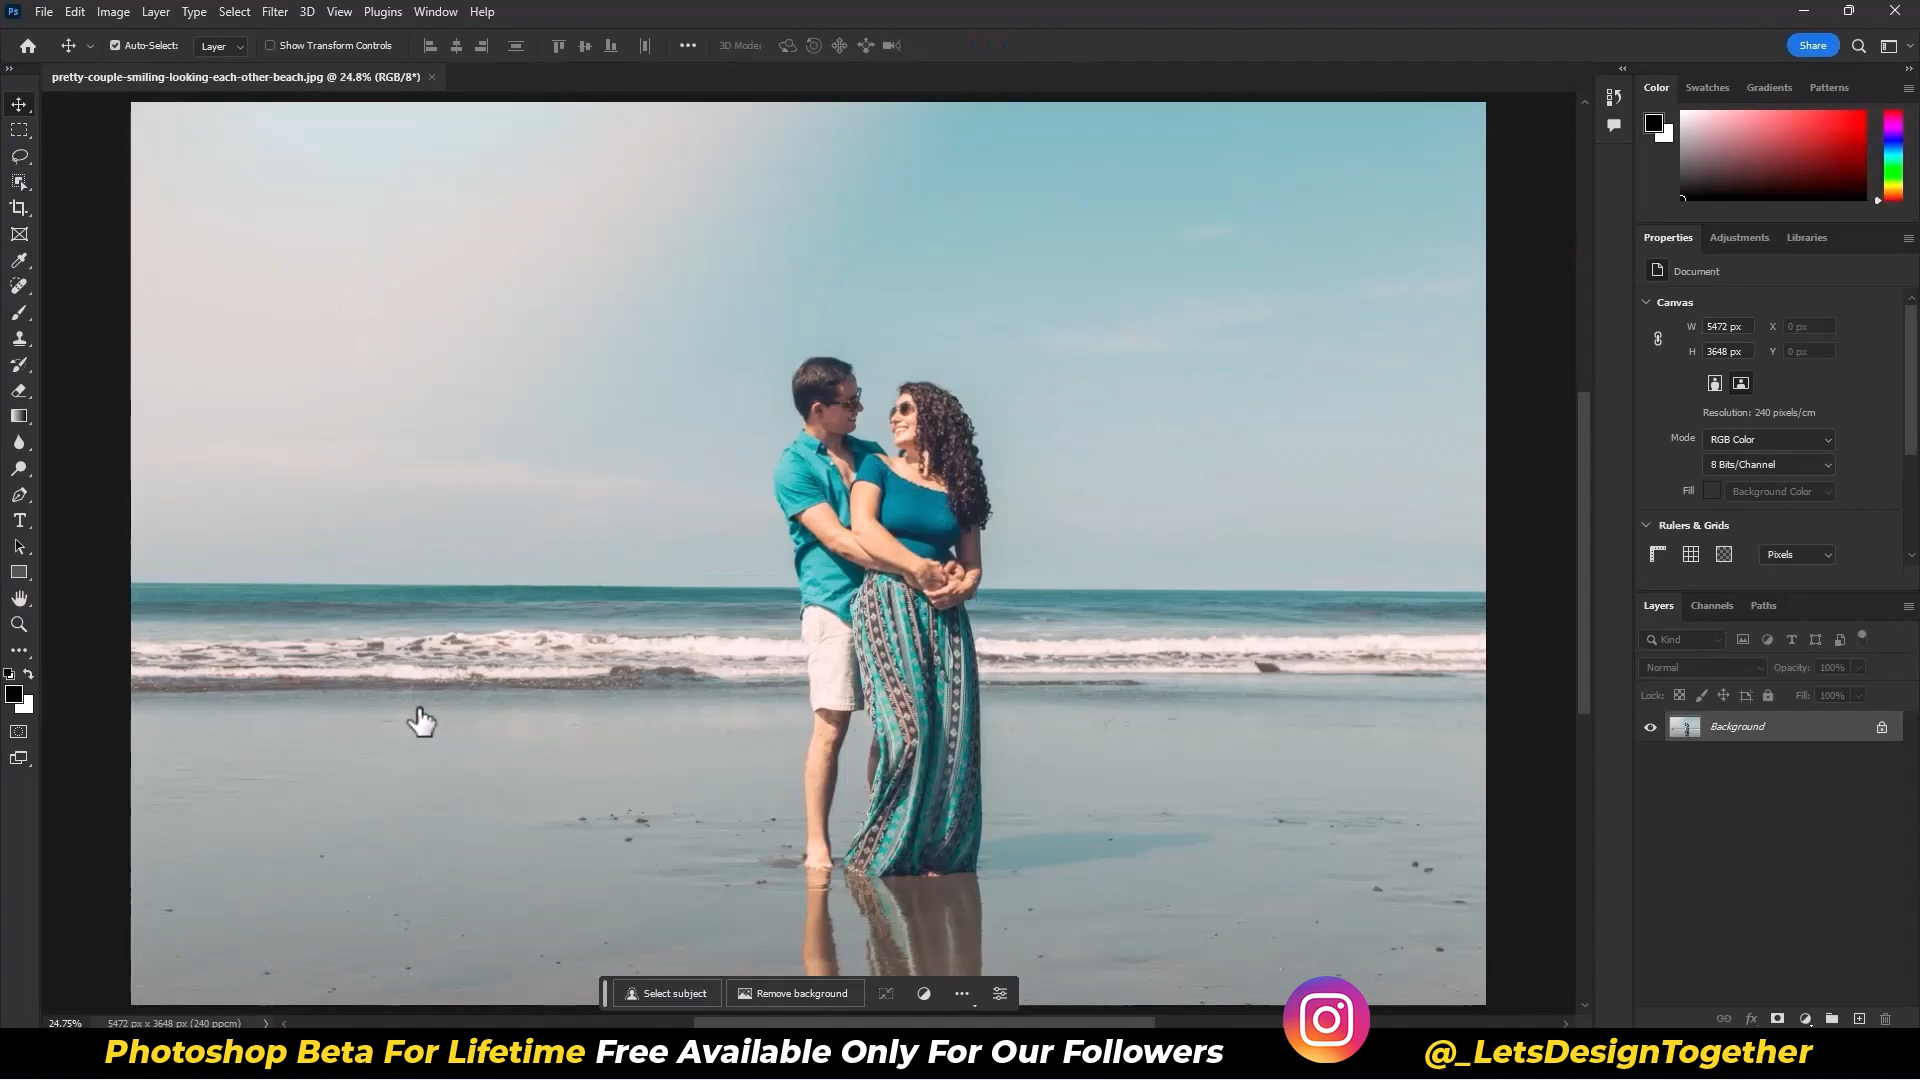 Ps File Edit Image Layer Type Select Filter 3D View Plugins Window Help
Auto-Select: Layer Show Transform Controls 3D Mode: Share
pretty-couple-smiling-looking-each-other-beach.jpg @ 24.8% (RGB/8*)
Color Swatches Gradients Patterns
Properties Adjustments Libraries
Document
Canvas
W 5472 px X 0 px
H 3648 px Y 0 px
Resolution: 240 pixels/cm
Mode RGB Color
8 Bits/Channel
Fill Background Color
Rulers & Grids
Pixels
Layers Channels Paths
Kind
Normal Opacity: 100%
Lock: Fill: 100%
Background
Select subject Remove background
24.75% 5472 px x 3648 px (240 ppcm)
Photoshop Beta For Lifetime Free Available Only For Our Followers @_LetsDesignTogether